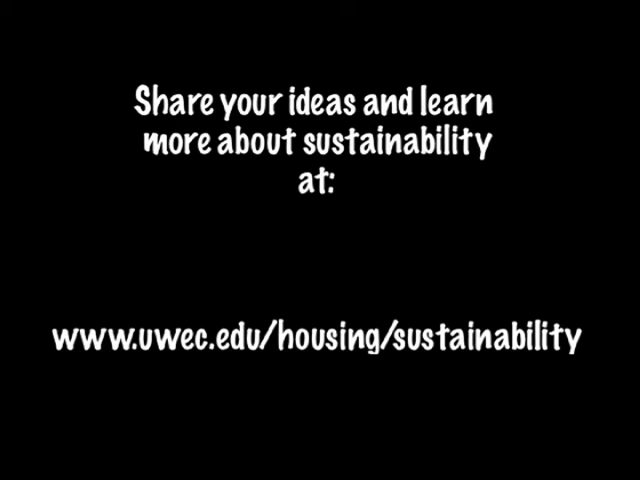 Share your ideas and learn
more about sustainability
at:
www.uwec.edu/housing/sustainability